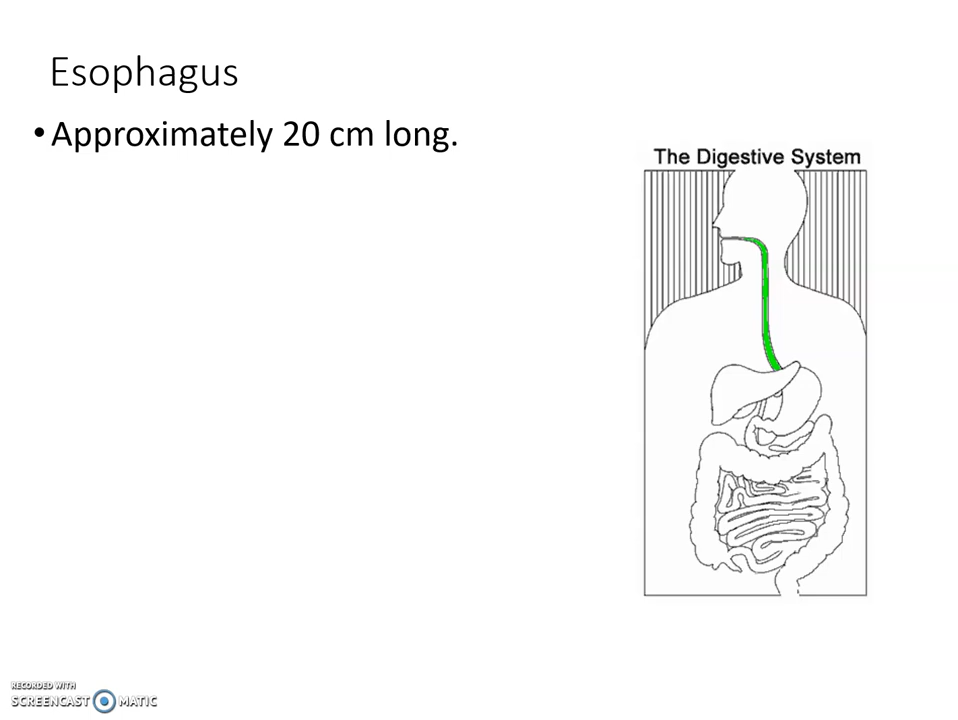 Esophagus
• Approximately 20 cm long.
The Digestive System
RECORDED WITH
SCREENCAST MATIC